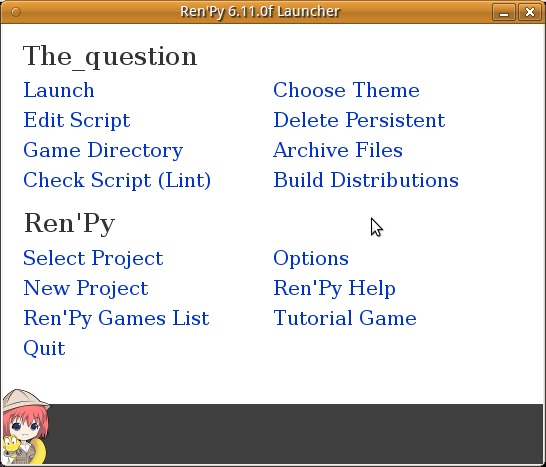 Ren'Py 6.11.0f Launcher
The_question
Launch
Choose Theme
Edit Script
Delete Persistent
Game Directory
Archive Files
Check Script (Lint)
Build Distributions
Ren'Py
Select Project
Options
New Project
Ren'Py Help
Ren'Py Games List
Tutorial Game
Quit